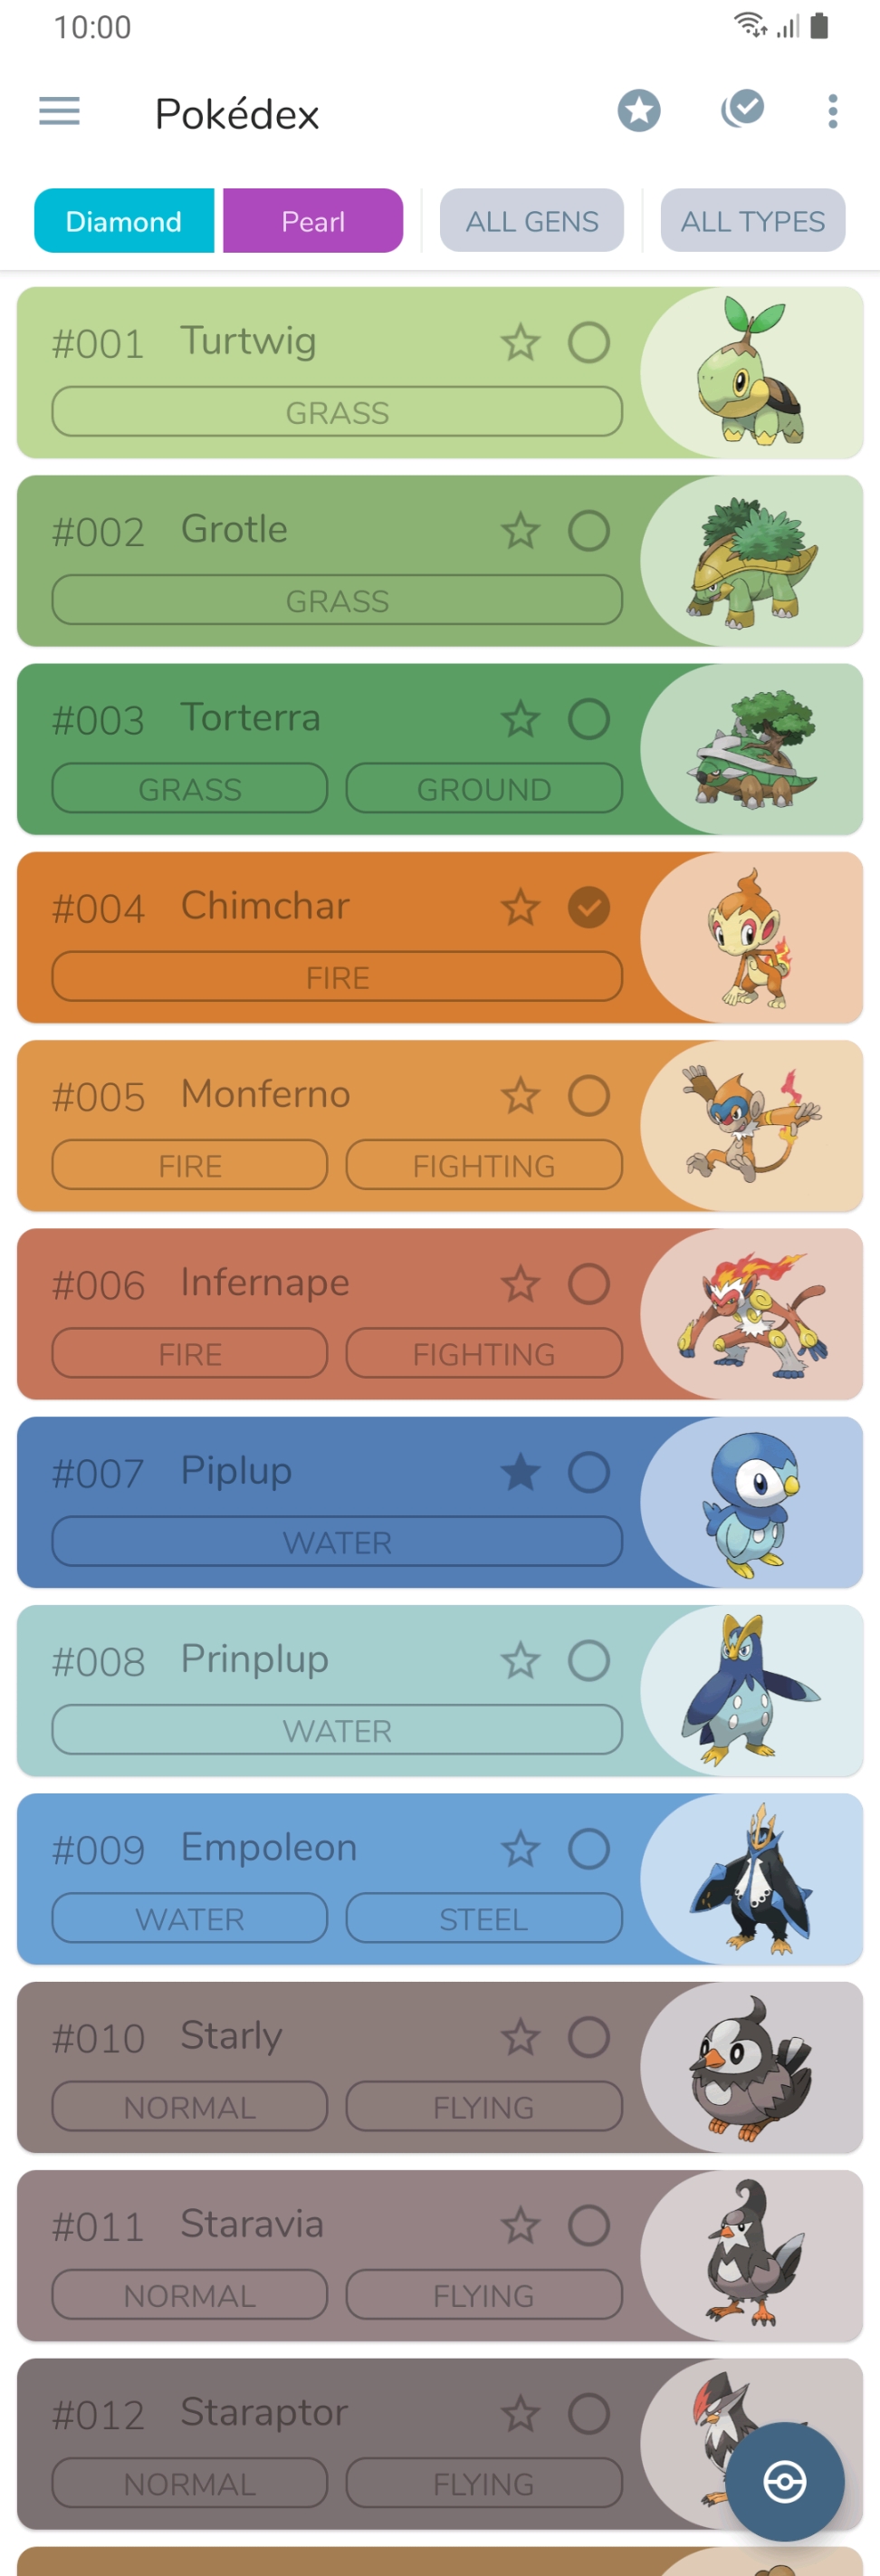 10:00
Pokédex
Diamond Pearl ALL GENS ALL TYPES
#001 Turtwig
GRASS
#002 Grotle
GRASS
#003 Torterra
GRASS GROUND
#004 Chimchar
FIRE
#005 Monferno
FIRE FIGHTING
#006 Infernape
FIRE FIGHTING
#007 Piplup
WATER
#008 Prinplup
WATER
#009 Empoleon
WATER STEEL
#010 Starly
NORMAL FLYING
#011 Staravia
NORMAL FLYING
#012 Staraptor
NORMAL FLYING